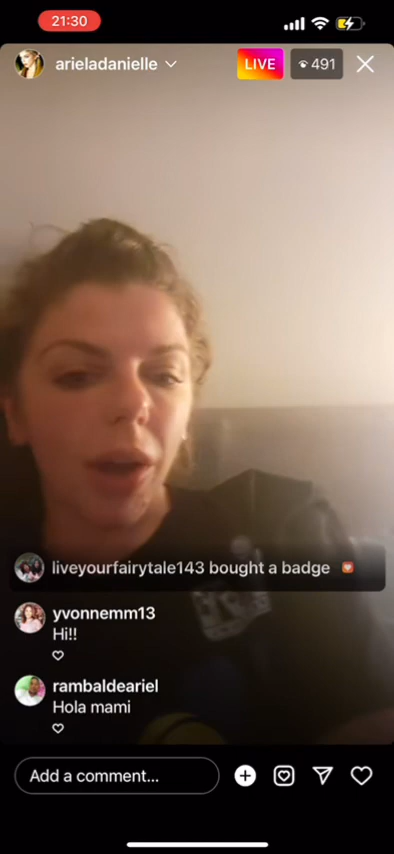 21:30
arieladanielle
LIVE
491
liveyourfairytale143 bought a badge
yvonnemm13
Hi!!
rambaldeariel
Hola mami
Add a comment...